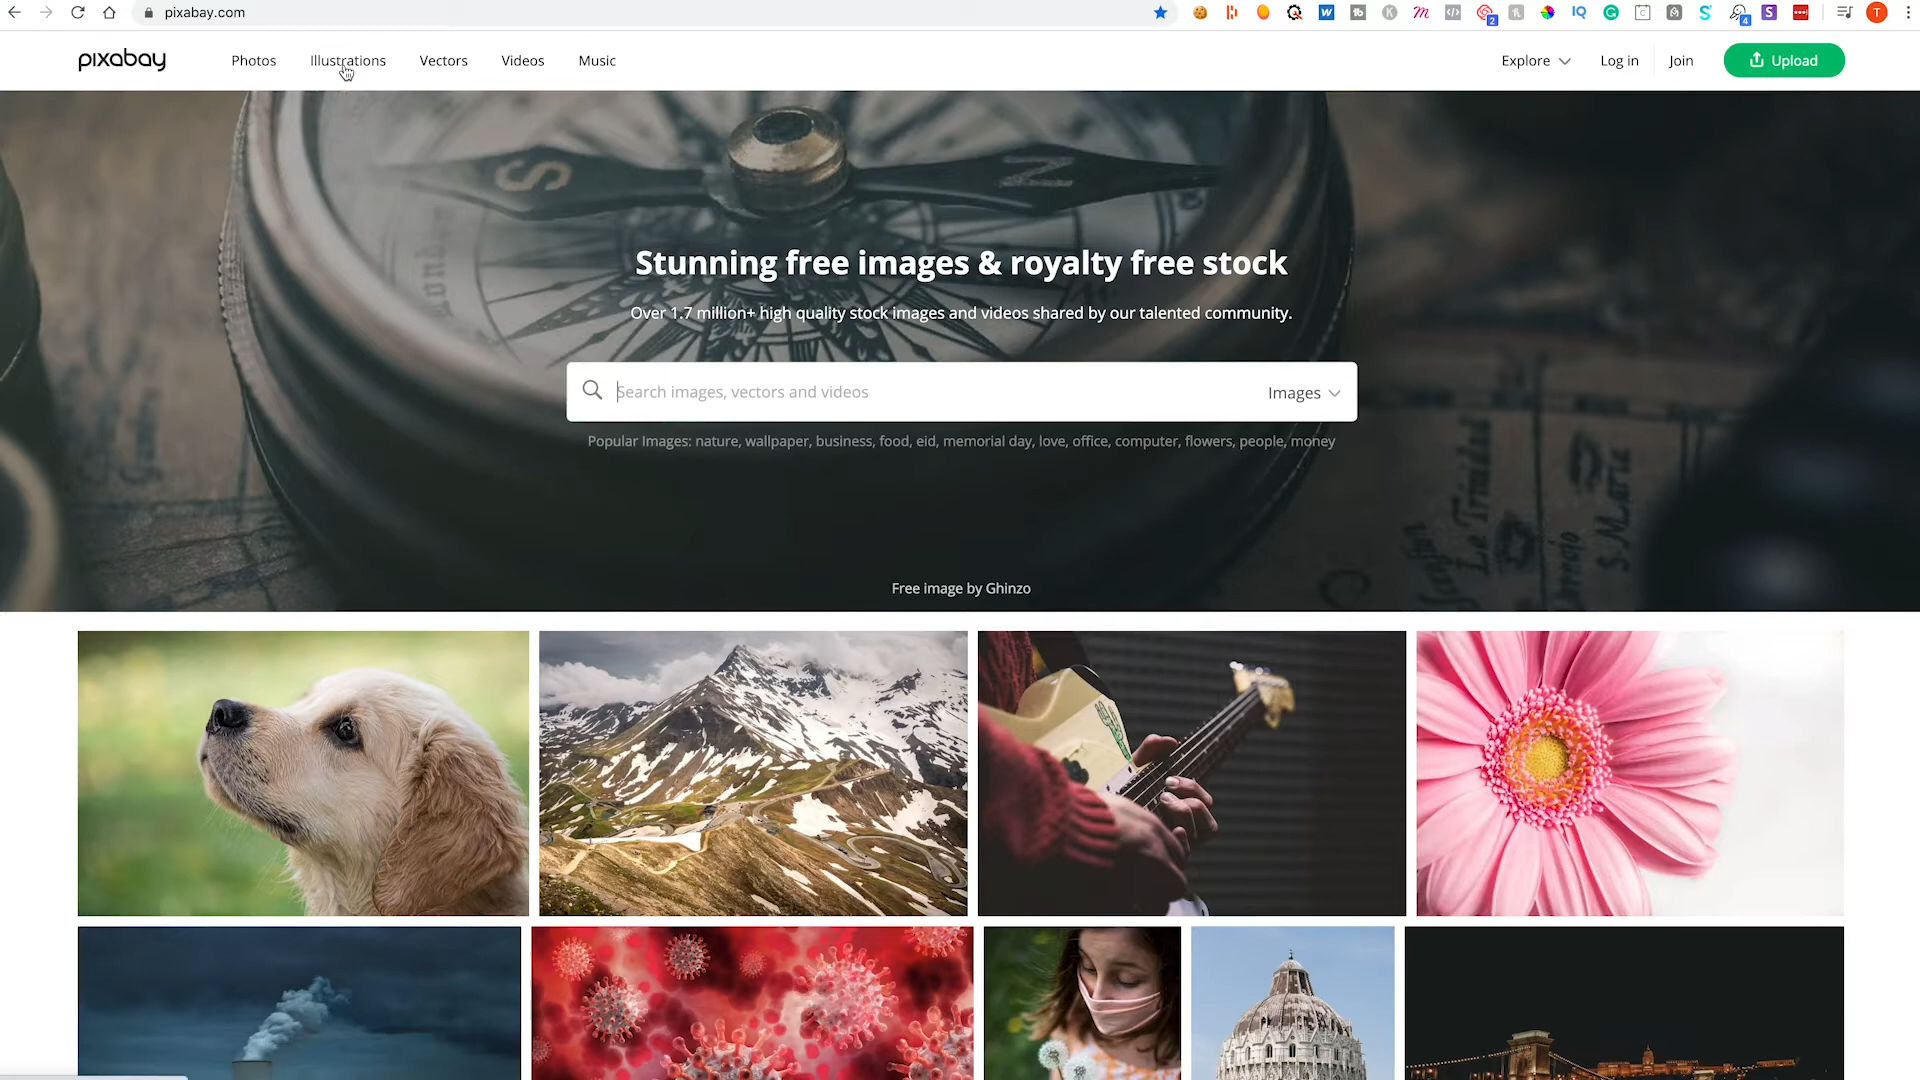 pixabay.com
pixabay
Photos
Illustrations
Vectors
Videos
Music
Explore
Log in
Join
Upload
S
N
Stunning free images & royalty free stock
Over 1.7 million+ high quality stock images and videos shared by our talented community.
Search images, vectors and videos
Images
Popular Images: nature, wallpaper, business, food, eid, memorial day, love, office, computer, flowers, people, money
Free image by Ghinzo
La Trinidad
S. Maria